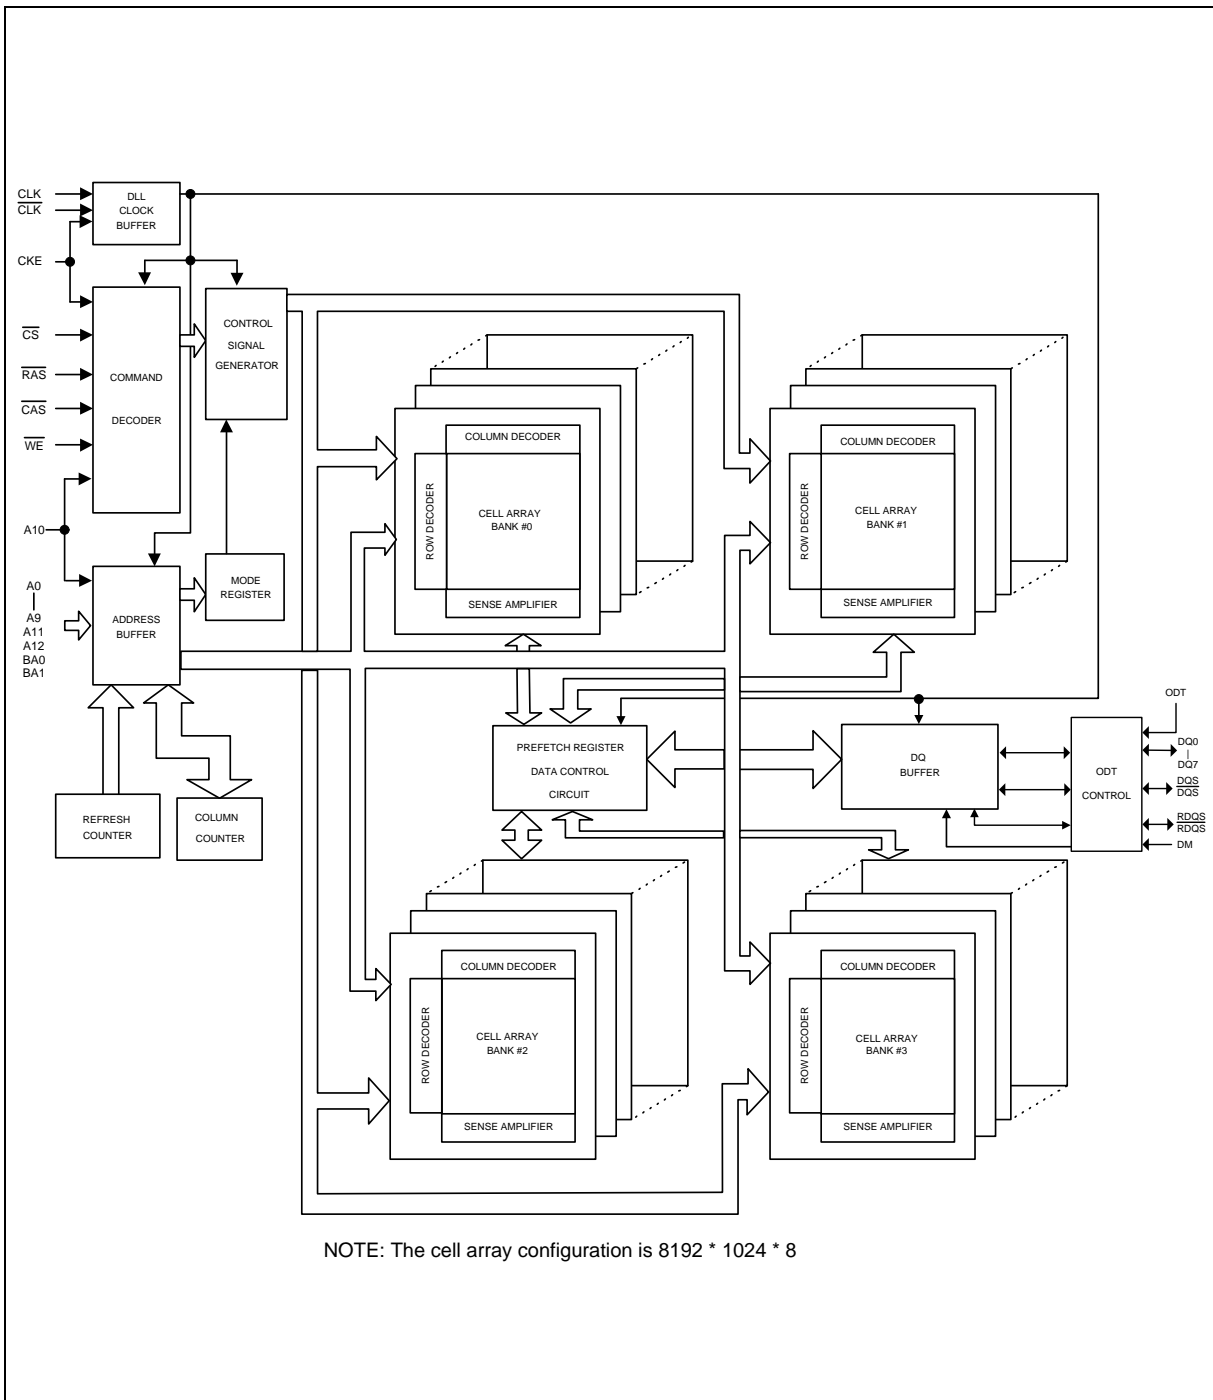 CLK
CLK
CKE
CS
RAS
CAS
WE
A10
A0
A9
A11
A12
BA0
BA1
DLL
CLOCK
BUFFER
COMMAND
DECODER
CONTROL
SIGNAL
GENERATOR
ADDRESS
BUFFER
MODE
REGISTER
REFRESH
COUNTER
COLUMN
COUNTER
COLUMN DECODER
ROW DECODER
CELL ARRAY
BANK #0
SENSE AMPLIFIER
COLUMN DECODER
ROW DECODER
CELL ARRAY
BANK #1
SENSE AMPLIFIER
PREFETCH REGISTER
DATA CONTROL
CIRCUIT
DQ
BUFFER
ODT
CONTROL
ODT
DQ0
DQ7
DQS
DQS
RDQS
RDQS
DM
COLUMN DECODER
ROW DECODER
CELL ARRAY
BANK #2
SENSE AMPLIFIER
COLUMN DECODER
ROW DECODER
CELL ARRAY
BANK #3
SENSE AMPLIFIER
NOTE: The cell array configuration is 8192 * 1024 * 8